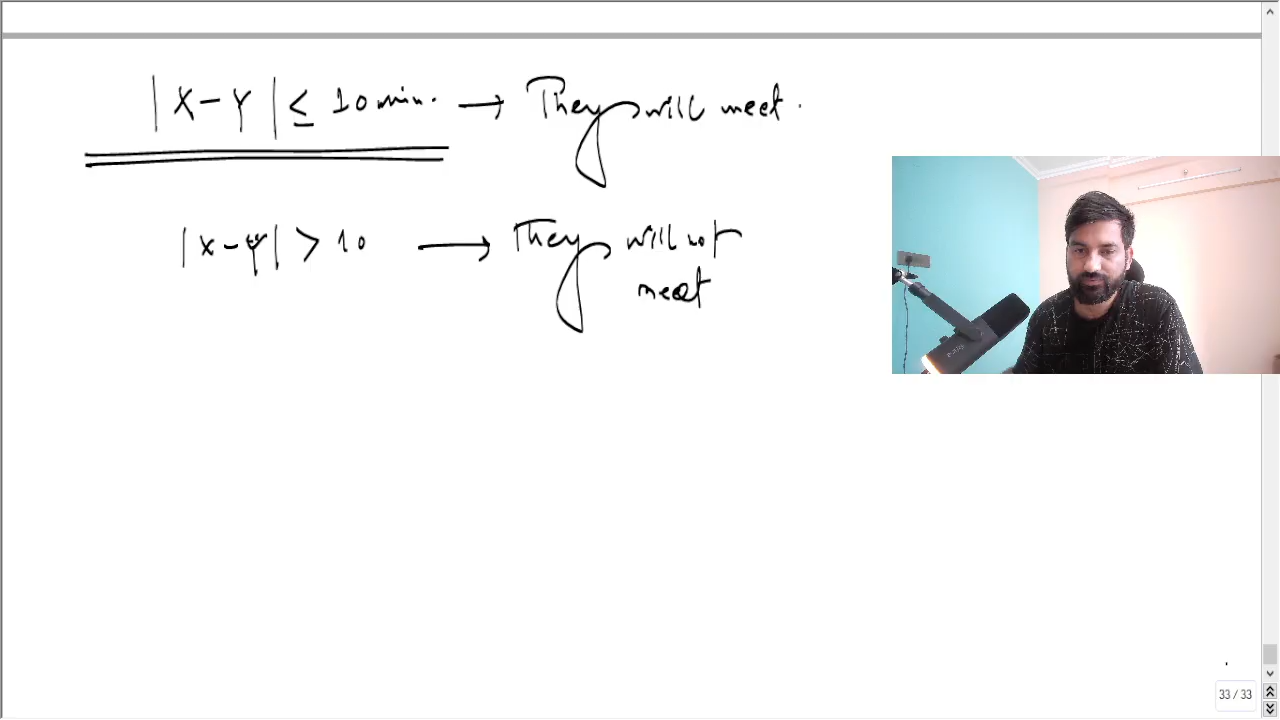 |X-Y| ≤ 10 min. → They will meet.
|X-Y| > 10 → They will not
meet
33 / 33